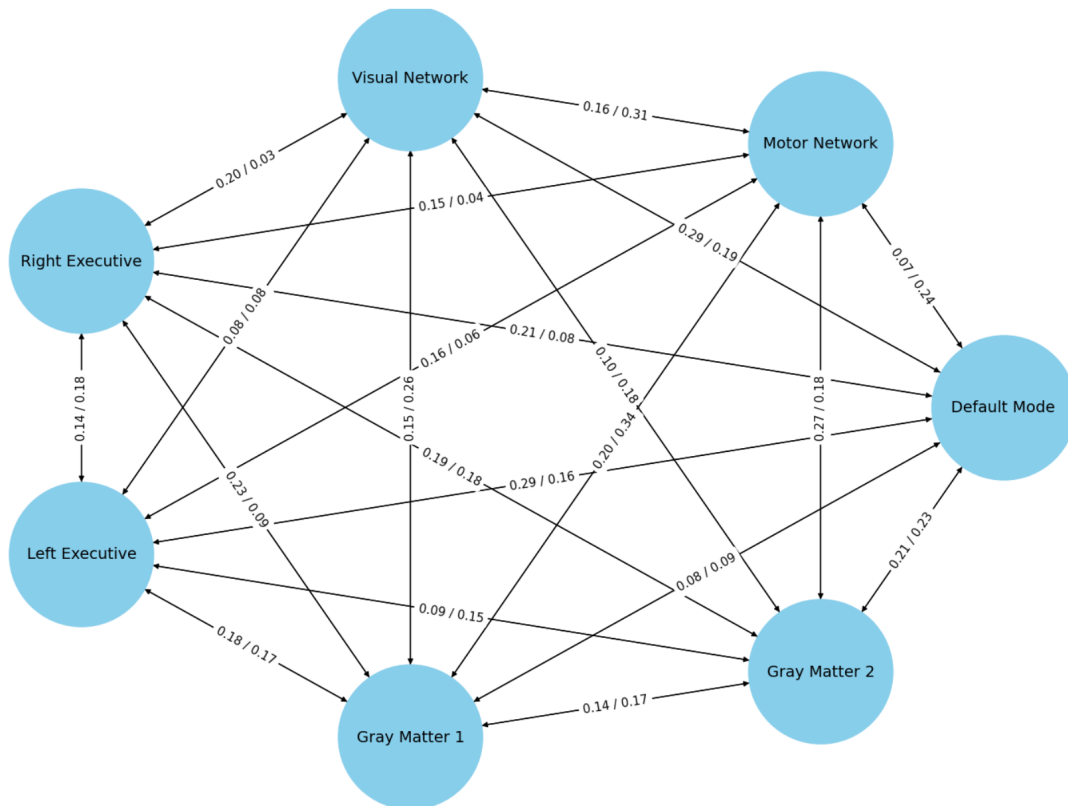 Visual Network
0.16 / 0.31
Motor Network
0.20 / 0.03
0.15 / 0.04
0.29 / 0.19
Right Executive
0.07 / 0.24
0.08 / 0.08
0.21 / 0.08
0.16 / 0.06
0.10 / 0.18
0.14 / 0.18
0.15 / 0.26
0.27 / 0.18
Default Mode
0.20 / 0.34
0.19 / 0.18
0.29 / 0.16
0.23 / 0.09
0.21 / 0.23
Left Executive
0.08 / 0.09
0.09 / 0.15
0.18 / 0.17
Gray Matter 2
0.14 / 0.17
Gray Matter 1